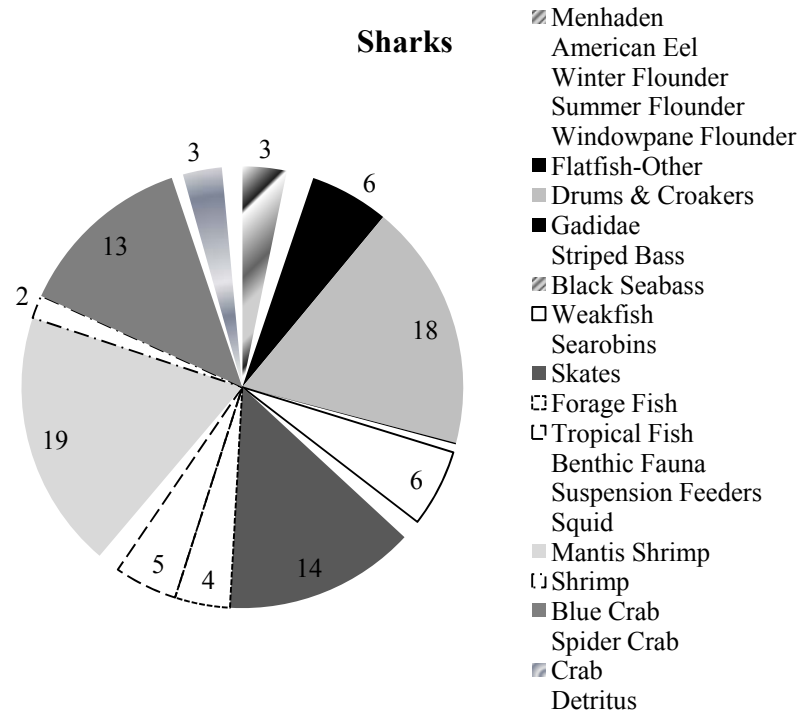 Sharks
3
6
18
6
14
4
5
19
2
13
3
Menhaden
American Eel
Winter Flounder
Summer Flounder
Windowpane Flounder
Flatfish-Other
Drums & Croakers
Gadidae
Striped Bass
Black Seabass
Weakfish
Searobins
Skates
Forage Fish
Tropical Fish
Benthic Fauna
Suspension Feeders
Squid
Mantis Shrimp
Shrimp
Blue Crab
Spider Crab
Crab
Detritus